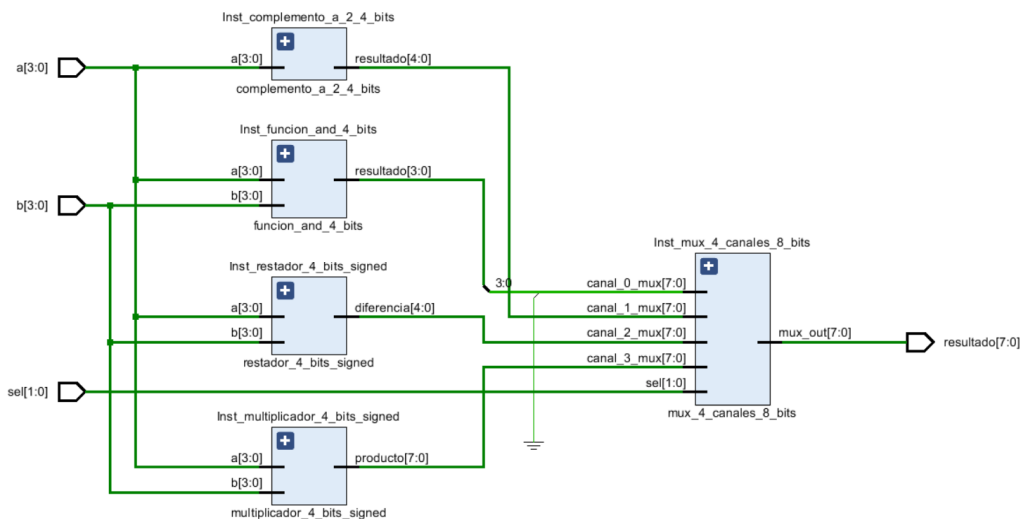 Inst_complemento_a_2_4_bits
a[3:0]
a[3:0]
resultado[4:0]
complemento_a_2_4_bits
Inst_funcion_and_4_bits
a[3:0]
resultado[3:0]
b[3:0]
b[3:0]
funcion_and_4_bits
Inst_restador_4_bits_signed
a[3:0]
diferencia[4:0]
b[3:0]
restador_4_bits_signed
sel[1:0]
Inst_multiplicador_4_bits_signed
a[3:0]
producto[7:0]
b[3:0]
multiplicador_4_bits_signed
3:0
Inst_mux_4_canales_8_bits
canal_0_mux[7:0]
canal_1_mux[7:0]
canal_2_mux[7:0]
canal_3_mux[7:0]
sel[1:0]
mux_out[7:0]
mux_4_canales_8_bits
resultado[7:0]